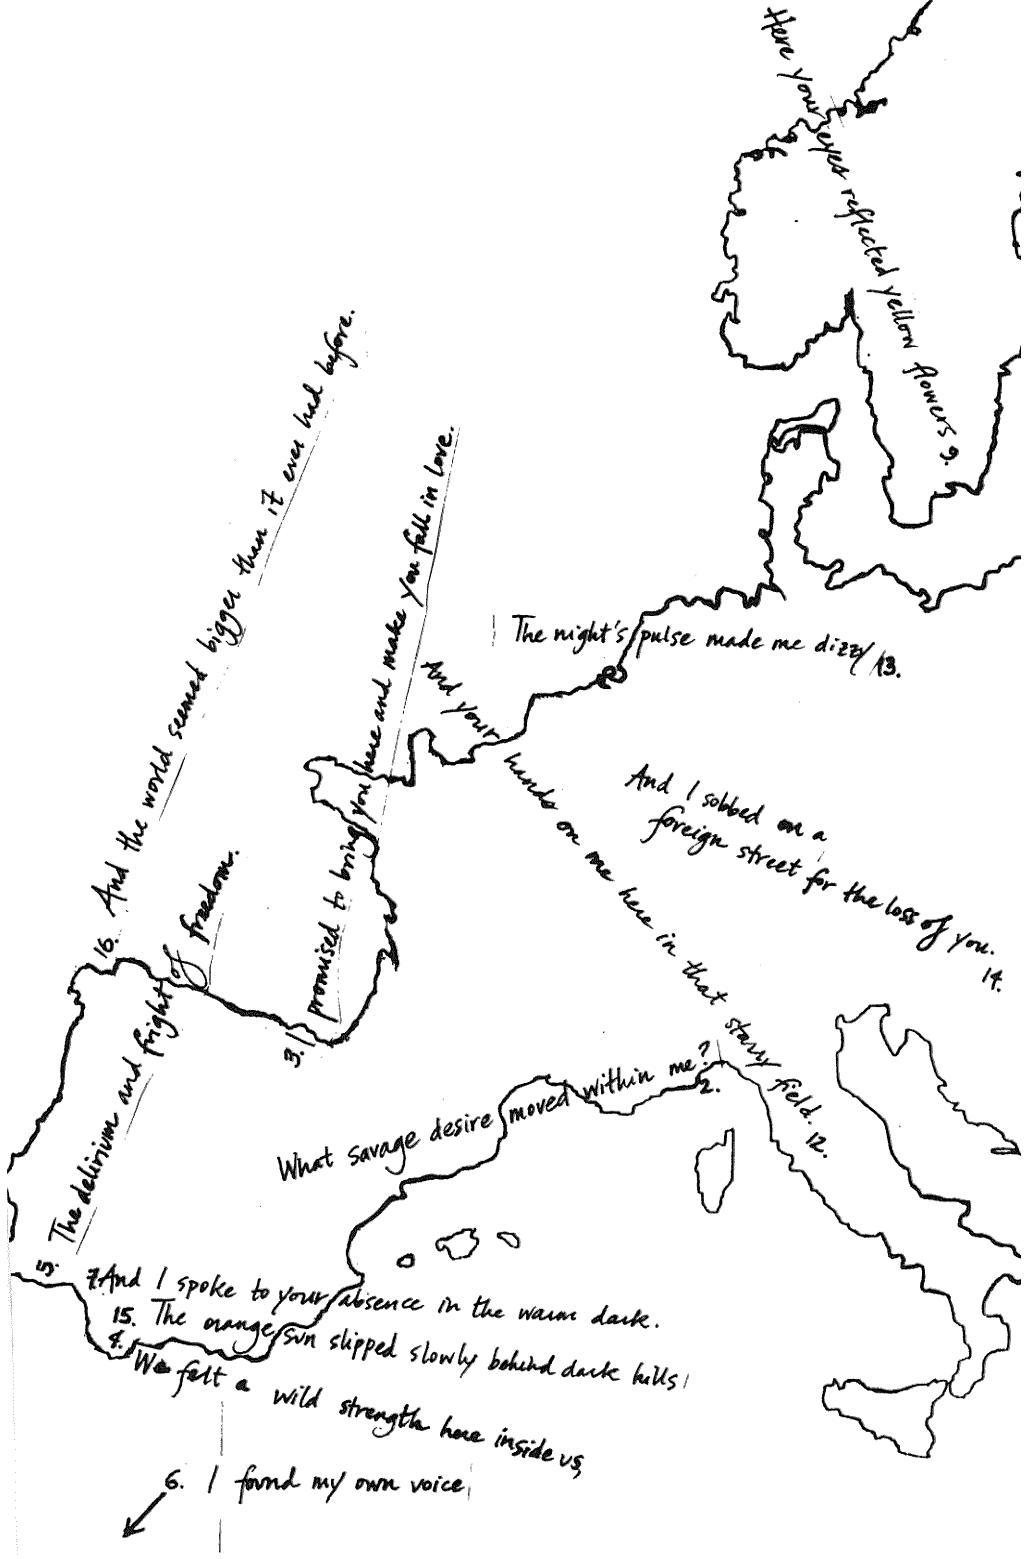 Here your eyes reflected yellow flowers 9.
16. And the world seemed bigger than it ever had before.
3. I promised to bring you here and make you fall in love.
The night's pulse made me dizzy 13.
And your hands on me here in that starry field. 12.
And I sobbed on a
foreign street for the loss of you.
14.
5. The delirium and fright of freedom.
What savage desire moved within me?
2.
7. And I spoke to your absence in the warm dark.
15. The orange sun slipped slowly behind dark hills
We felt a wild strength here inside us,
6. I found my own voice